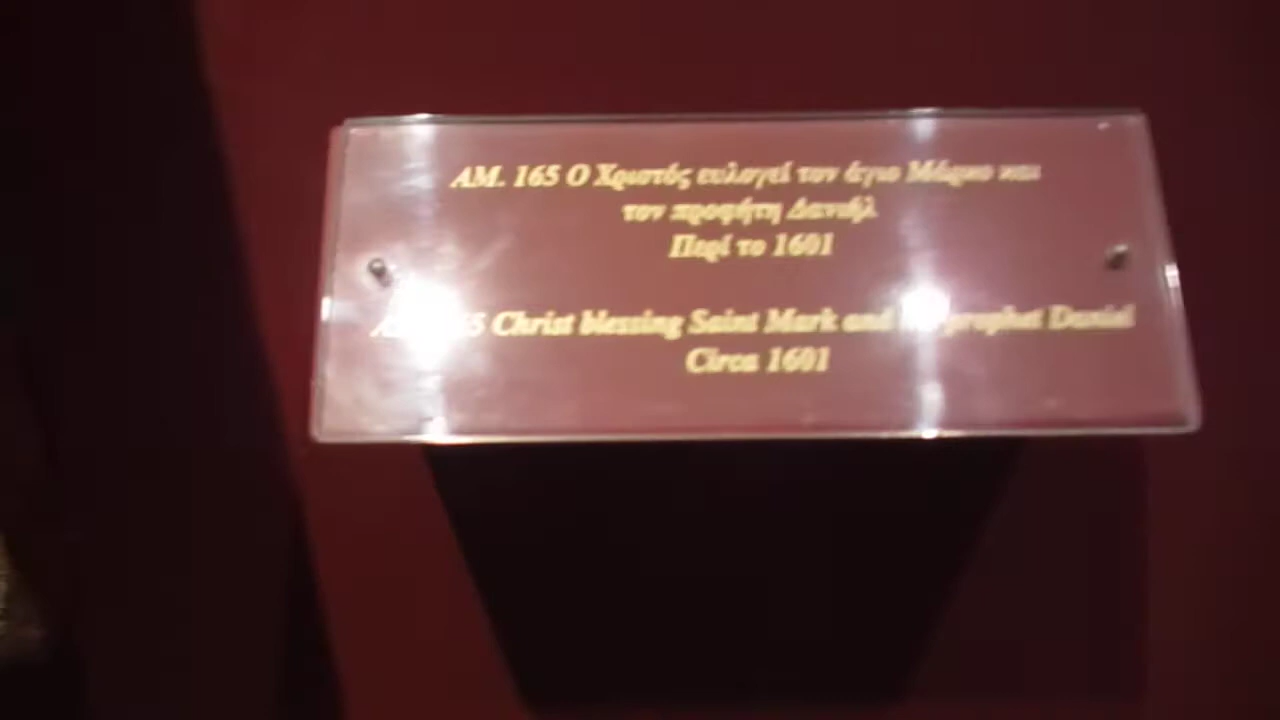 ΑΜ. 165 Ο Χριστός ευλογεί τον άγιο Μάρκο και
τον προφήτη Δανιήλ
Περί το 1601
Christ blessing Saint Mark and prophet Daniel
Circa 1601